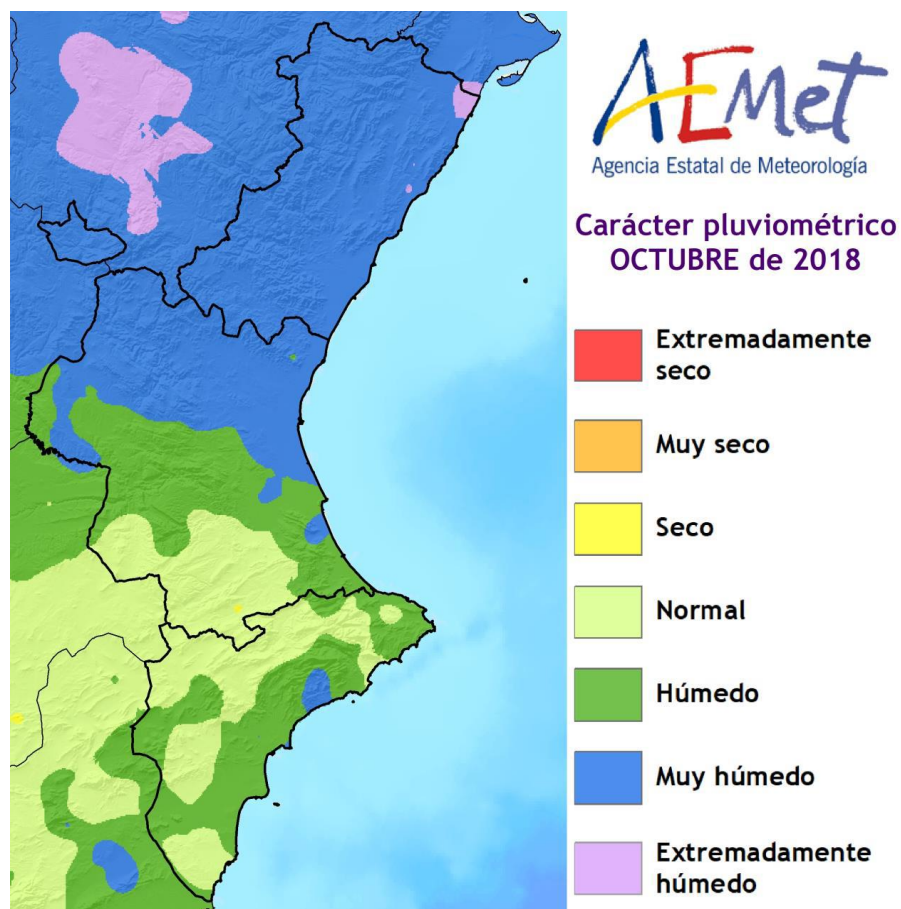 AEMet
Agencia Estatal de Meteorología
Carácter pluviométrico
OCTUBRE de 2018
Extremadamente
seco
Muy seco
Seco
Normal
Húmedo
Muy húmedo
Extremadamente
húmedo